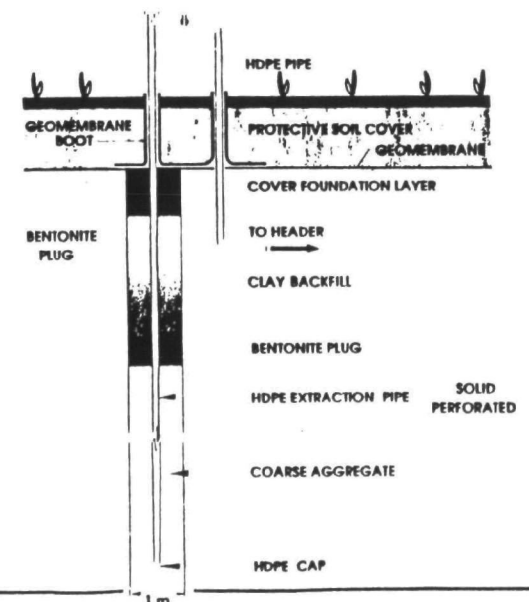 HDPE PIPE
GEOMEMBRANE
BOOT
PROTECTIVE SOIL COVER
GEOMEMBRANE
COVER FOUNDATION LAYER
BENTONITE
PLUG
TO HEADER
CLAY BACKFILL
BENTONITE PLUG
HDPE EXTRACTION PIPE
SOLID
PERFORATED
COARSE AGGREGATE
HDPE CAP
1 m